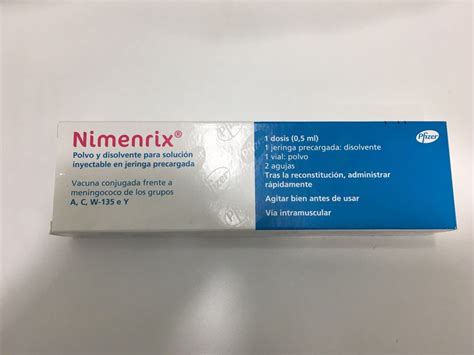 Nimenrix®
Polvo y disolvente para solución
inyectable en jeringa precargada
Vacuna conjugada frente a
meningococo de los grupos
A, C, W-135 e Y
1 dosis (0,5 ml)
1 jeringa precargada: disolvente
1 vial: polvo
2 agujas
Tras la reconstitución, administrar
rápidamente
Agitar bien antes de usar
Vía intramuscular
Pfizer